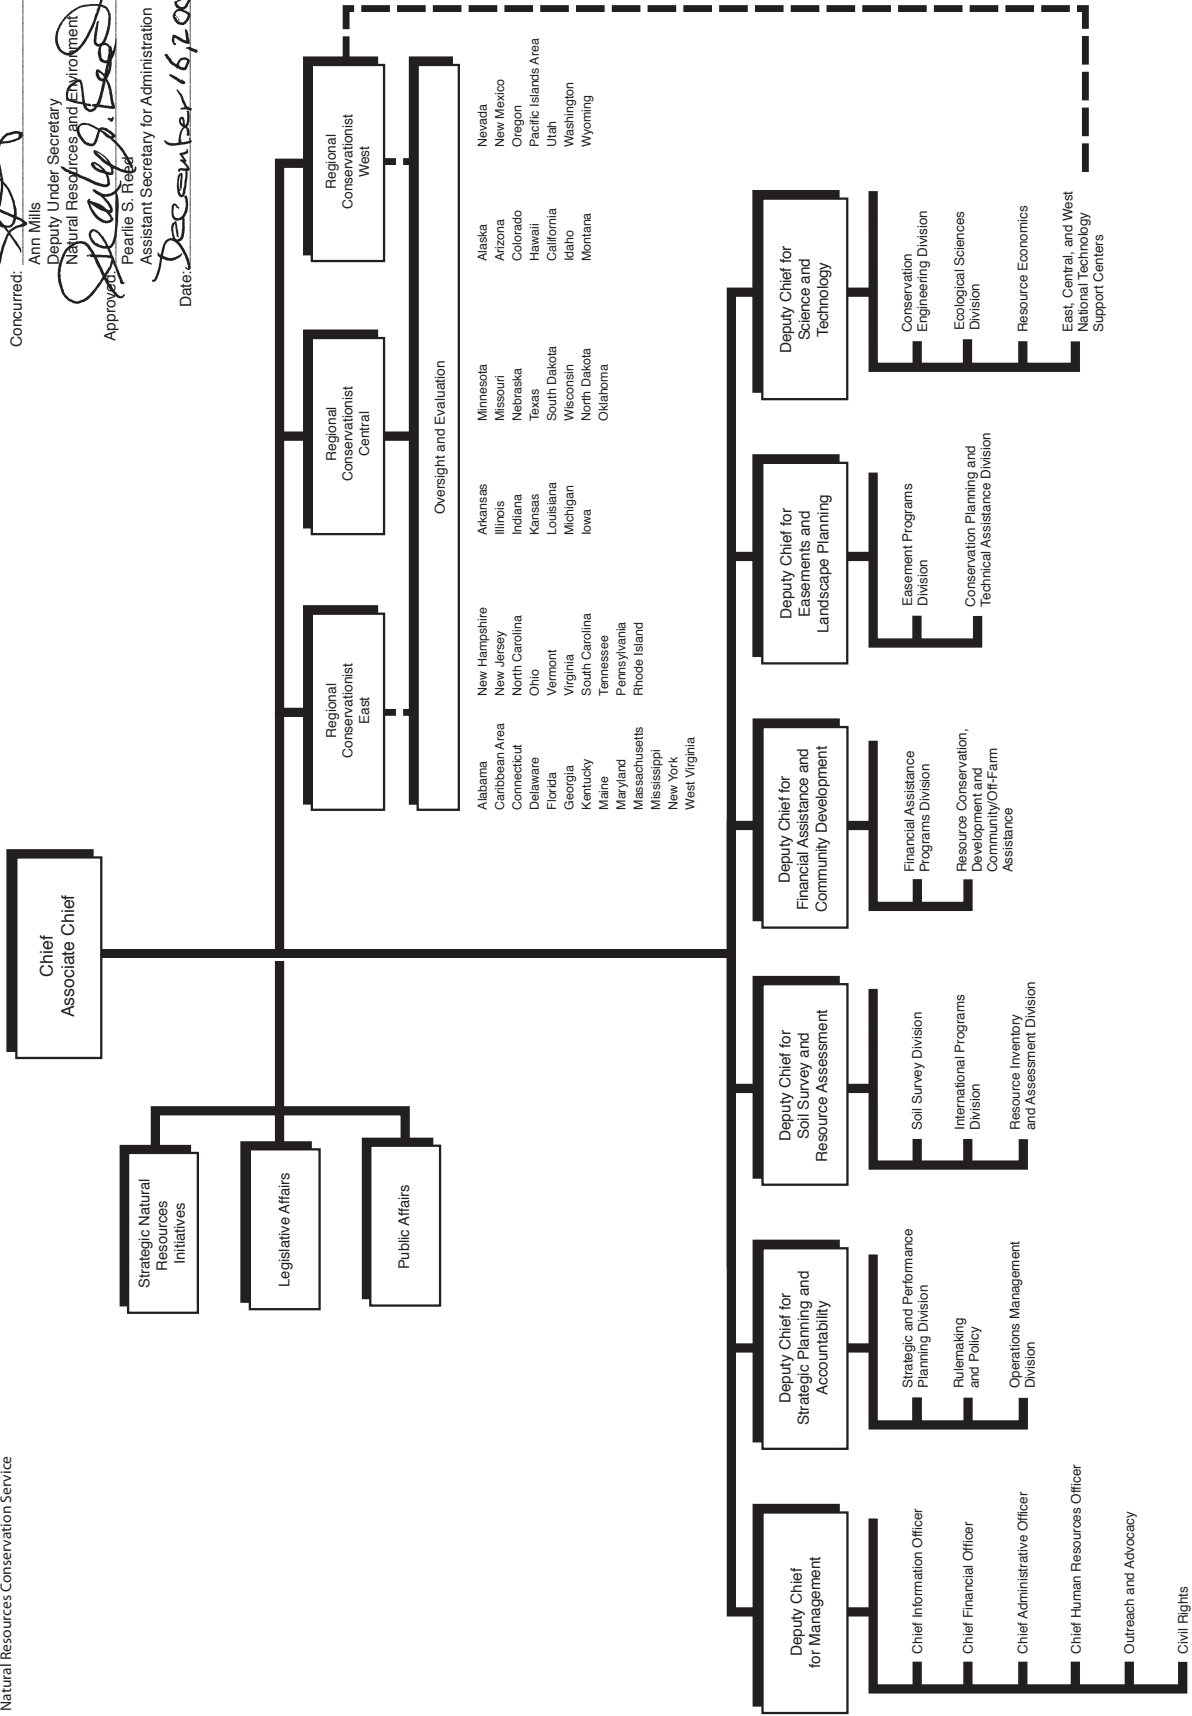 Natural Resources Conservation Service
Concurred:
Ann Mills
Deputy Under Secretary
Natural Resources and Environment
Approved:
Pearlie S. Reed
Assistant Secretary for Administration
Date: December 16, 200
Chief
Associate Chief
Strategic Natural
Resources
Initiatives
Legislative Affairs
Public Affairs
Regional
Conservationist
East
Regional
Conservationist
Central
Regional
Conservationist
West
Oversight and Evaluation
Alabama
Caribbean Area
Connecticut
Delaware
Florida
Georgia
Kentucky
Maine
Maryland
Massachusetts
Mississippi
New York
West Virginia
New Hampshire
New Jersey
North Carolina
Ohio
Vermont
Virginia
South Carolina
Tennessee
Pennsylvania
Rhode Island
Arkansas
Illinois
Indiana
Kansas
Louisiana
Michigan
Iowa
Minnesota
Missouri
Nebraska
Texas
South Dakota
Wisconsin
North Dakota
Oklahoma
Alaska
Arizona
Colorado
Hawaii
California
Idaho
Montana
Nevada
New Mexico
Oregon
Pacific Islands Area
Utah
Washington
Wyoming
Deputy Chief
for Management
Chief Information Officer
Chief Financial Officer
Chief Administrative Officer
Chief Human Resources Officer
Outreach and Advocacy
Civil Rights
Deputy Chief for
Strategic Planning and
Accountability
Strategic and Performance
Planning Division
Rulemaking
and Policy
Operations Management
Division
Deputy Chief for
Soil Survey and
Resource Assessment
Soil Survey Division
International Programs
Division
Resource Inventory
and Assessment Division
Deputy Chief for
Financial Assistance and
Community Development
Financial Assistance
Programs Division
Resource Conservation,
Development and
Community/Off-Farm
Assistance
Deputy Chief for
Easements and
Landscape Planning
Easement Programs
Division
Conservation Planning and
Technical Assistance Division
Deputy Chief for
Science and
Technology
Conservation
Engineering Division
Ecological Sciences
Division
Resource Economics
East, Central, and West
National Technology
Support Centers